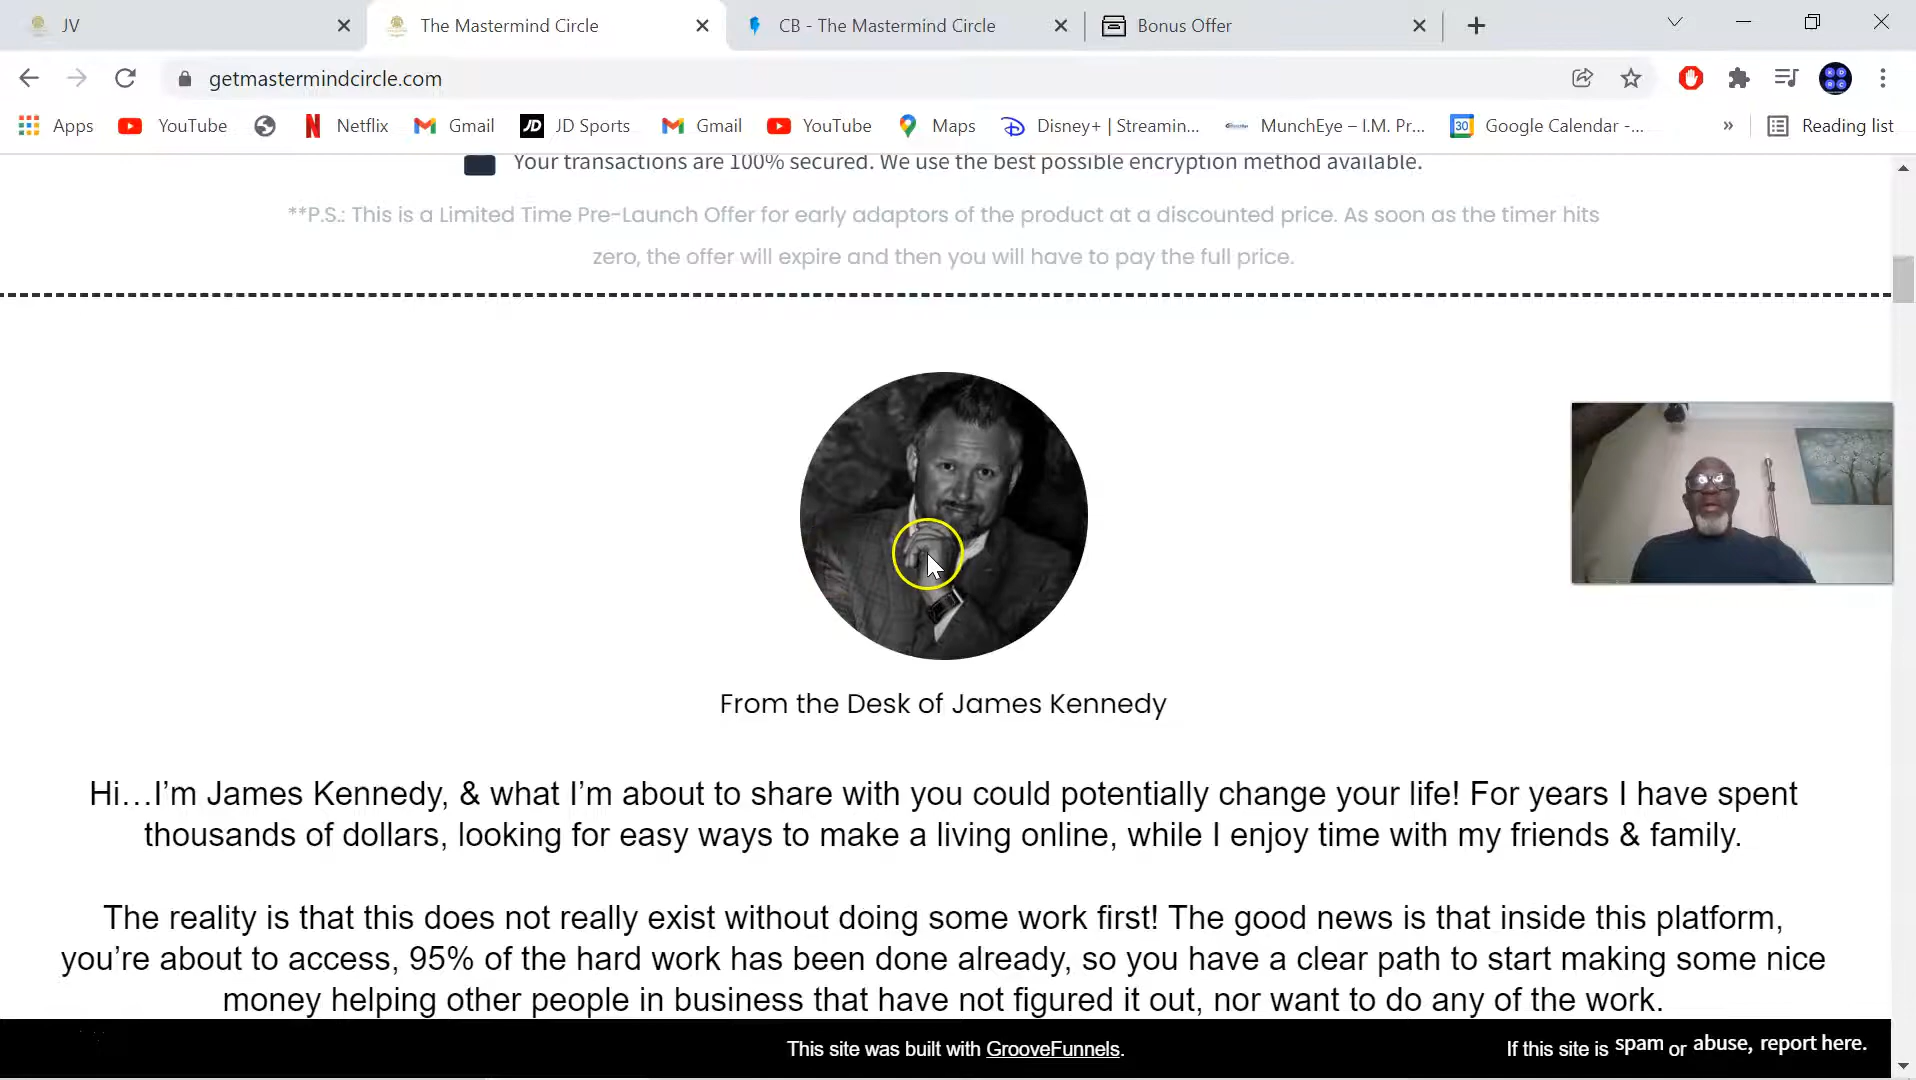 JV
The Mastermind Circle
CB - The Mastermind Circle
Bonus Offer
getmastermindcircle.com
Apps
YouTube
Netflix
Gmail
JD
JD Sports
Gmail
YouTube
Maps
Disney+ | Streamin...
MunchEye – I.M. Pr...
30
Google Calendar -...
»
Reading list
Your transactions are 100% secured. We use the best possible encryption method available.
**P.S.: This is a Limited Time Pre-Launch Offer for early adaptors of the product at a discounted price. As soon as the timer hits
zero, the offer will expire and then you will have to pay the full price.
From the Desk of James Kennedy
Hi…I’m James Kennedy, & what I’m about to share with you could potentially change your life! For years I have spent
thousands of dollars, looking for easy ways to make a living online, while I enjoy time with my friends & family.
The reality is that this does not really exist without doing some work first! The good news is that inside this platform,
you’re about to access, 95% of the hard work has been done already, so you have a clear path to start making some nice
money helping other people in business that have not figured it out, nor want to do any of the work.
This site was built with GrooveFunnels.
If this site is spam or abuse, report here.